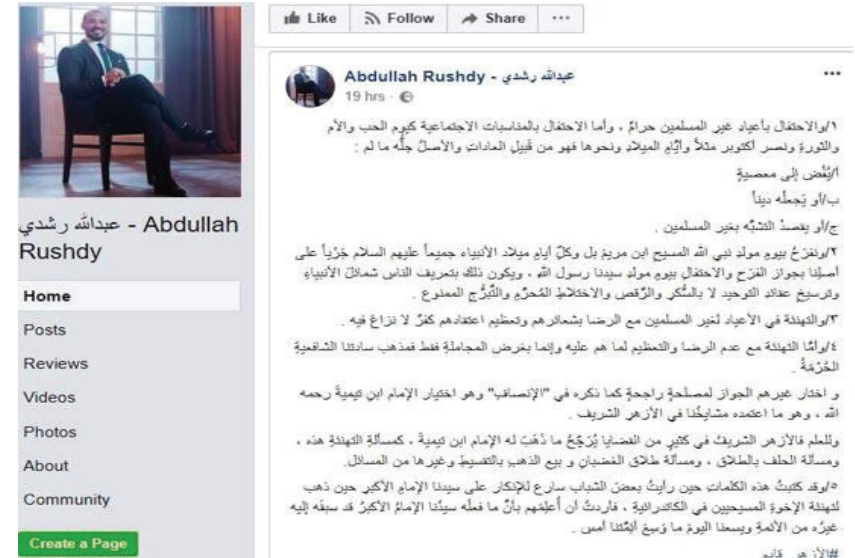 Like
Follow
Share
عبدالله رشدي - Abdullah Rushdy
Home
Posts
Reviews
Videos
Photos
About
Community
Create a Page
Abdullah Rushdy - عبدالله رشدي
19 hrs
١/والاحتفال بأعيادِ غير المسلمين حرامٌ ، وأما الاحتفال بالمناسبات الاجتماعية كيوم الحب والأم
والثورةِ ونصر أكتوبر مثلاً وأيَّام الميلادِ ونحوها فهو من قَبيلِ العاداتِ والأصلُ حِلُّه ما لم :
أ/يُفْضِ إلى معصيةٍ
ب/أو يَجعلْه ديناً
ج/أو يقصدْ التشبُّه بغير المسلمين .
٢/ونفرَحُ بيومِ مولدِ نبي الله المسيح ابن مريمَ بل وكلّ أيامِ ميلاد الأنبياء جميعاً عليهم السلام جَرْياً على
أصلِنا بجواز الفَرَحِ والاحتفالِ بيومِ مولدِ سيدنا رسول الله ، ويكون ذلك بتعريف الناس شمائلَ الأنبياءِ
وترسيخ عقائدِ التوحيد لا بالسُّكرِ والرَّقص والاختلاطِ المُحرَّمِ والتَّبرُّج الممنوع .
٣/والتهنئة في الأعياد لغير المسلمين مع الرضا بشعائرهم وتعظيم اعتقادهم كفرٌ لا نزاعَ فيه .
٤/وأمَّا التهنئة مع عدم الرضا والتعظيم لما هم عليه وإنما بغرض المجاملةِ فقط فمذهب سادتنا الشافعيةِ
الحُرْمَةُ .
و اختار غيرهم الجواز لمصلحةٍ راجحةٍ كما ذكره في "الإنصاف" وهو اختيار الإمام ابن تيميةَ رحمه
الله ، وهو ما اعتمده مشايخُنا في الأزهر الشريف .
وللعلم فالأزهر الشريفُ في كثيرٍ من القضايا يُرَجِّحُ ما ذَهَبَ له الإمام ابن تيميةَ ، كمسألةِ التهنئةِ هذه ،
ومسألة الحلف بالطلاق ، ومسألة طلاق الغضبانِ و بيع الذهبِ بالتقسيطِ وغيرها من المسائل.
٥/وقد كتبتُ هذه الكلماتِ حين رأيتُ بعضَ الشباب سارع للإنكار على سيدنا الإمامِ الأكبرِ حين ذهب
لتهنئة الإخوةِ المسيحيين في الكاتدرائيةِ ، فأردتُ أن أُعلِمَهم بأنَّ ما فعلَه سيدُنا الإمامُ الأكبرُ قد سبقَه إليه
غيرُه من الأئمةِ ويسعنا اليومَ ما وَسِعَ أئمَّتنا أمس .
#الأزهر_قادم